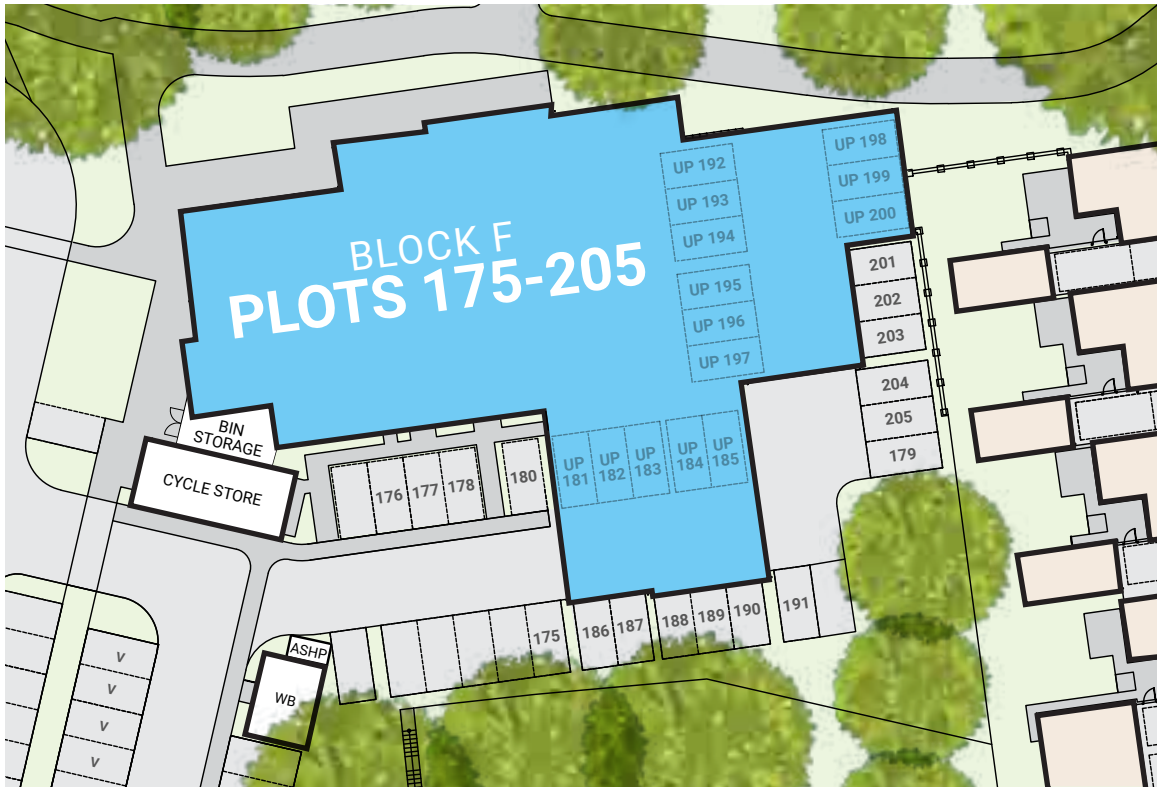 BLOCK F
PLOTS 175-205
UP 192
UP 193
UP 194
UP 195
UP 196
UP 197
UP 198
UP 199
UP 200
201
202
203
204
205
179
BIN
STORAGE
CYCLE STORE
176
177
178
180
UP
181
UP
182
UP
183
UP
184
UP
185
175
186
187
188
189
190
191
ASHP
WB
V
V
V
V